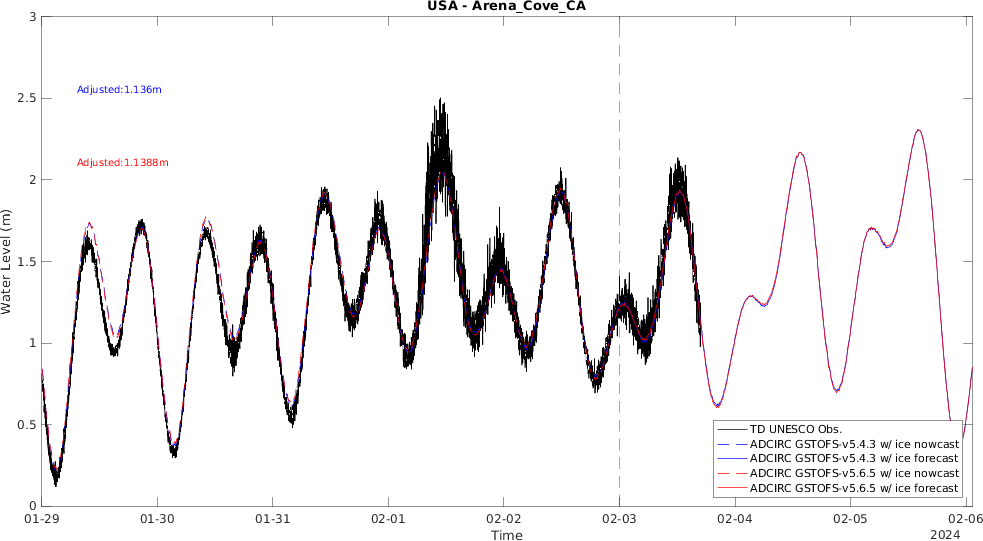 USA - Arena_Cove_CA
3
2.5
2
1.5
1
0.5
0
Water Level (m)
Adjusted:1.136m
Adjusted:1.1388m
TD UNESCO Obs.
ADCIRC GSTOFS-v5.4.3 w/ ice nowcast
ADCIRC GSTOFS-v5.4.3 w/ ice forecast
ADCIRC GSTOFS-v5.6.5 w/ ice nowcast
ADCIRC GSTOFS-v5.6.5 w/ ice forecast
01-29 01-30 01-31 02-01 02-02 02-03 02-04 02-05 02-06
Time
2024